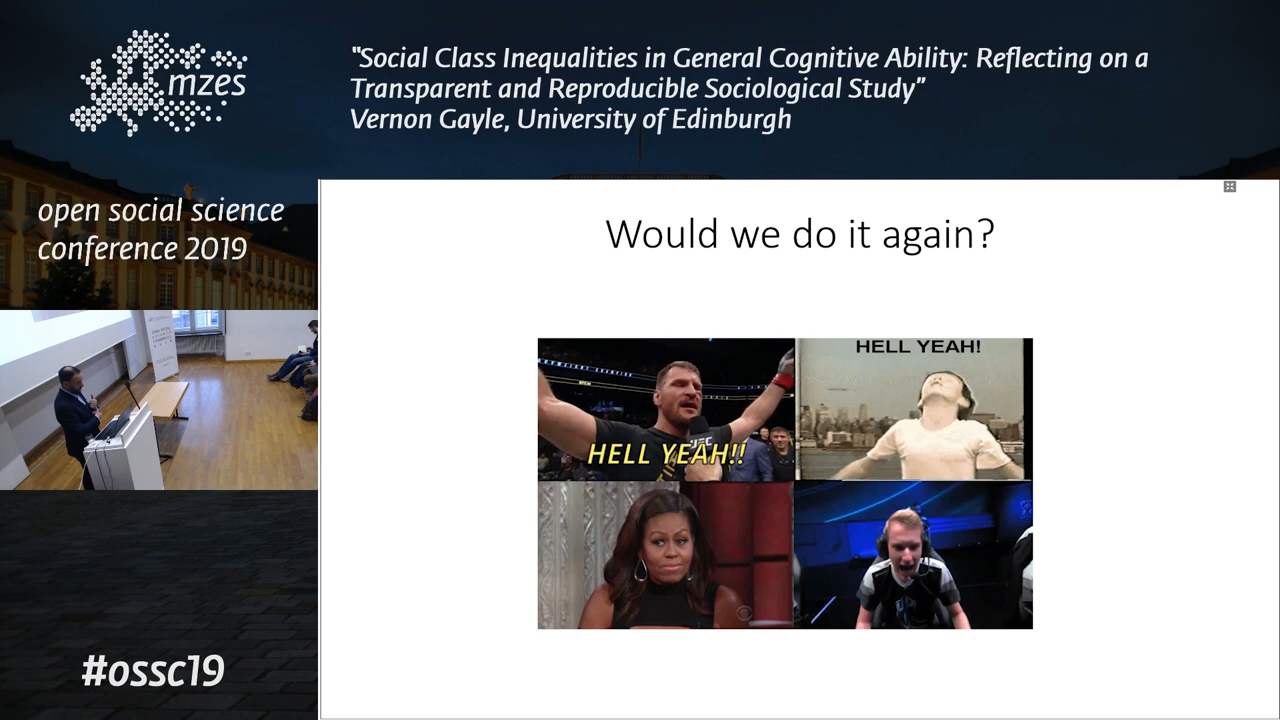 mzes
"Social Class Inequalities in General Cognitive Ability: Reflecting on a
Transparent and Reproducible Sociological Study"
Vernon Gayle, University of Edinburgh
open social science
conference 2019
Would we do it again?
HELL YEAH!!
HELL YEAH!
UFC
#ossc19